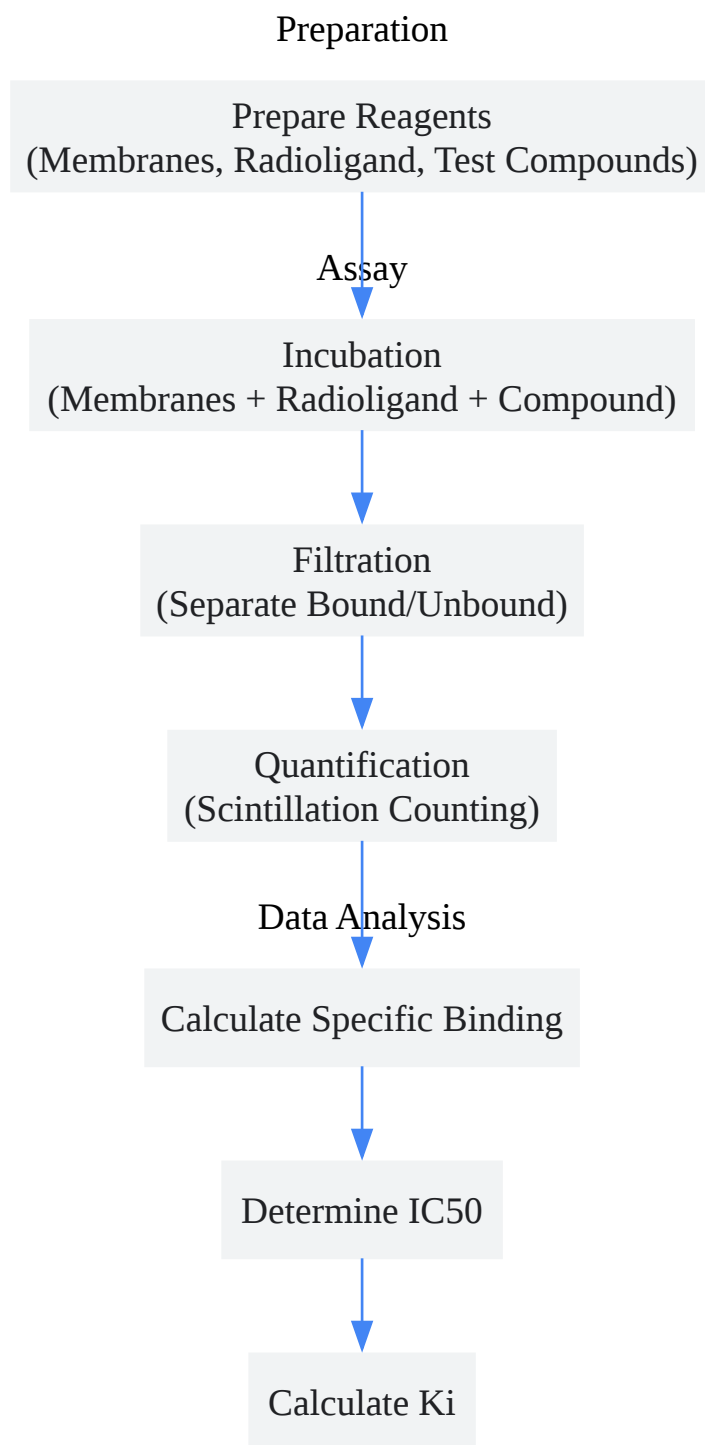 Preparation
Prepare Reagents
(Membranes, Radioligand, Test Compounds)
Assay
Incubation
(Membranes + Radioligand + Compound)
Filtration
(Separate Bound/Unbound)
Quantification
(Scintillation Counting)
Data Analysis
Calculate Specific Binding
Determine IC50
Calculate Ki